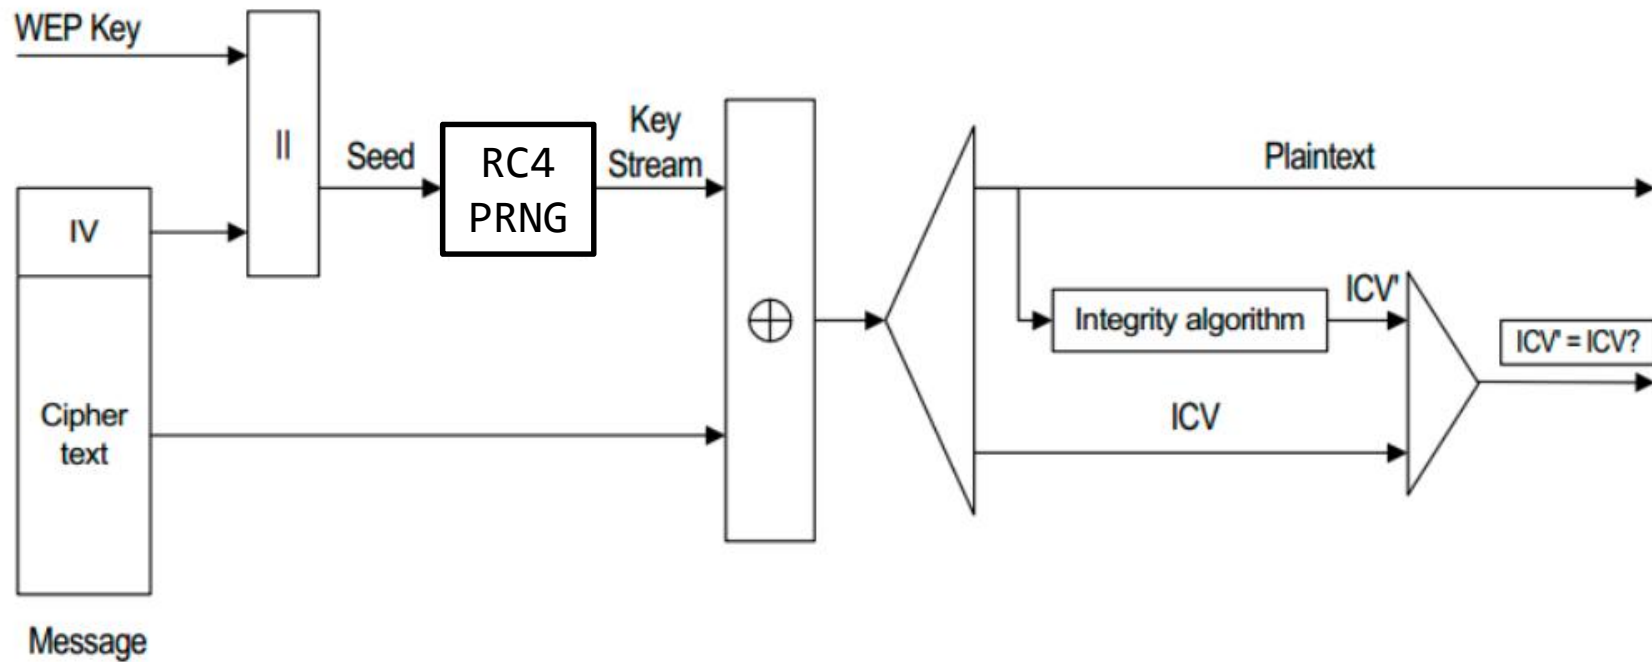 WEP Key
||
Seed
RC4
PRNG
Key
Stream
IV
Cipher
text
Message
⊕
Plaintext
Integrity algorithm
ICV'
ICV
ICV' = ICV?